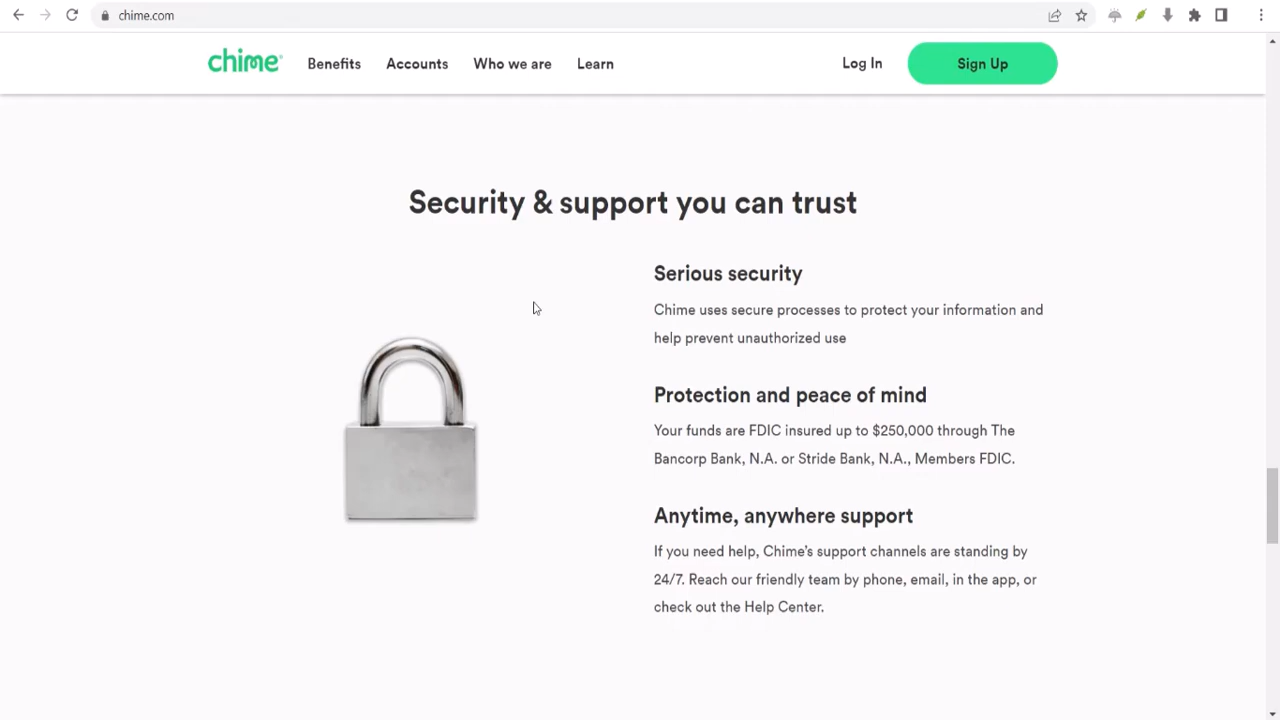 chime.com
chime
Benefits
Accounts
Who we are
Learn
Log In
Sign Up
Security & support you can trust
Serious security
Chime uses secure processes to protect your information and
help prevent unauthorized use
Protection and peace of mind
Your funds are FDIC insured up to $250,000 through The
Bancorp Bank, N.A. or Stride Bank, N.A., Members FDIC.
Anytime, anywhere support
If you need help, Chime’s support channels are standing by
24/7. Reach our friendly team by phone, email, in the app, or
check out the Help Center.